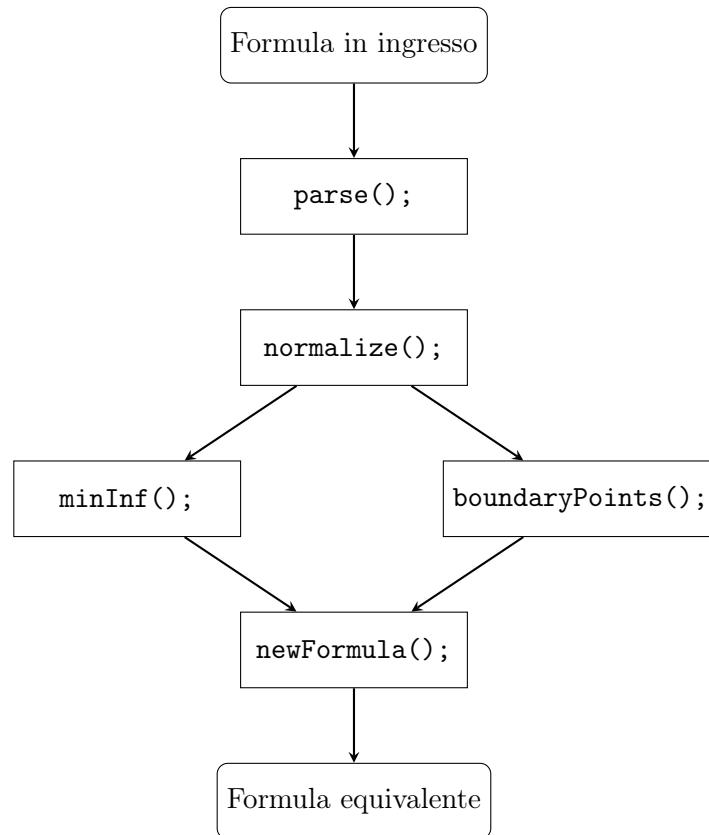 Formula in ingresso
parse();
normalize();
minInf();
boundaryPoints();
newFormula();
Formula equivalente